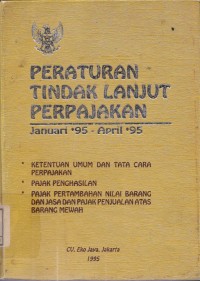 PERATURAN
TINDAK LANJUT
PERPAJAKAN
Januari '95 - April '95
* KETENTUAN UMUM DAN TATA CARA
PERPAJAKAN
* PAJAK PENGHASILAN
* PAJAK PERTAMBAHAN NILAI BARANG
DAN JASA DAN PAJAK PENJUALAN ATAS
BARANG MEWAH
CU. Eko Jaya, Jakarta
1995